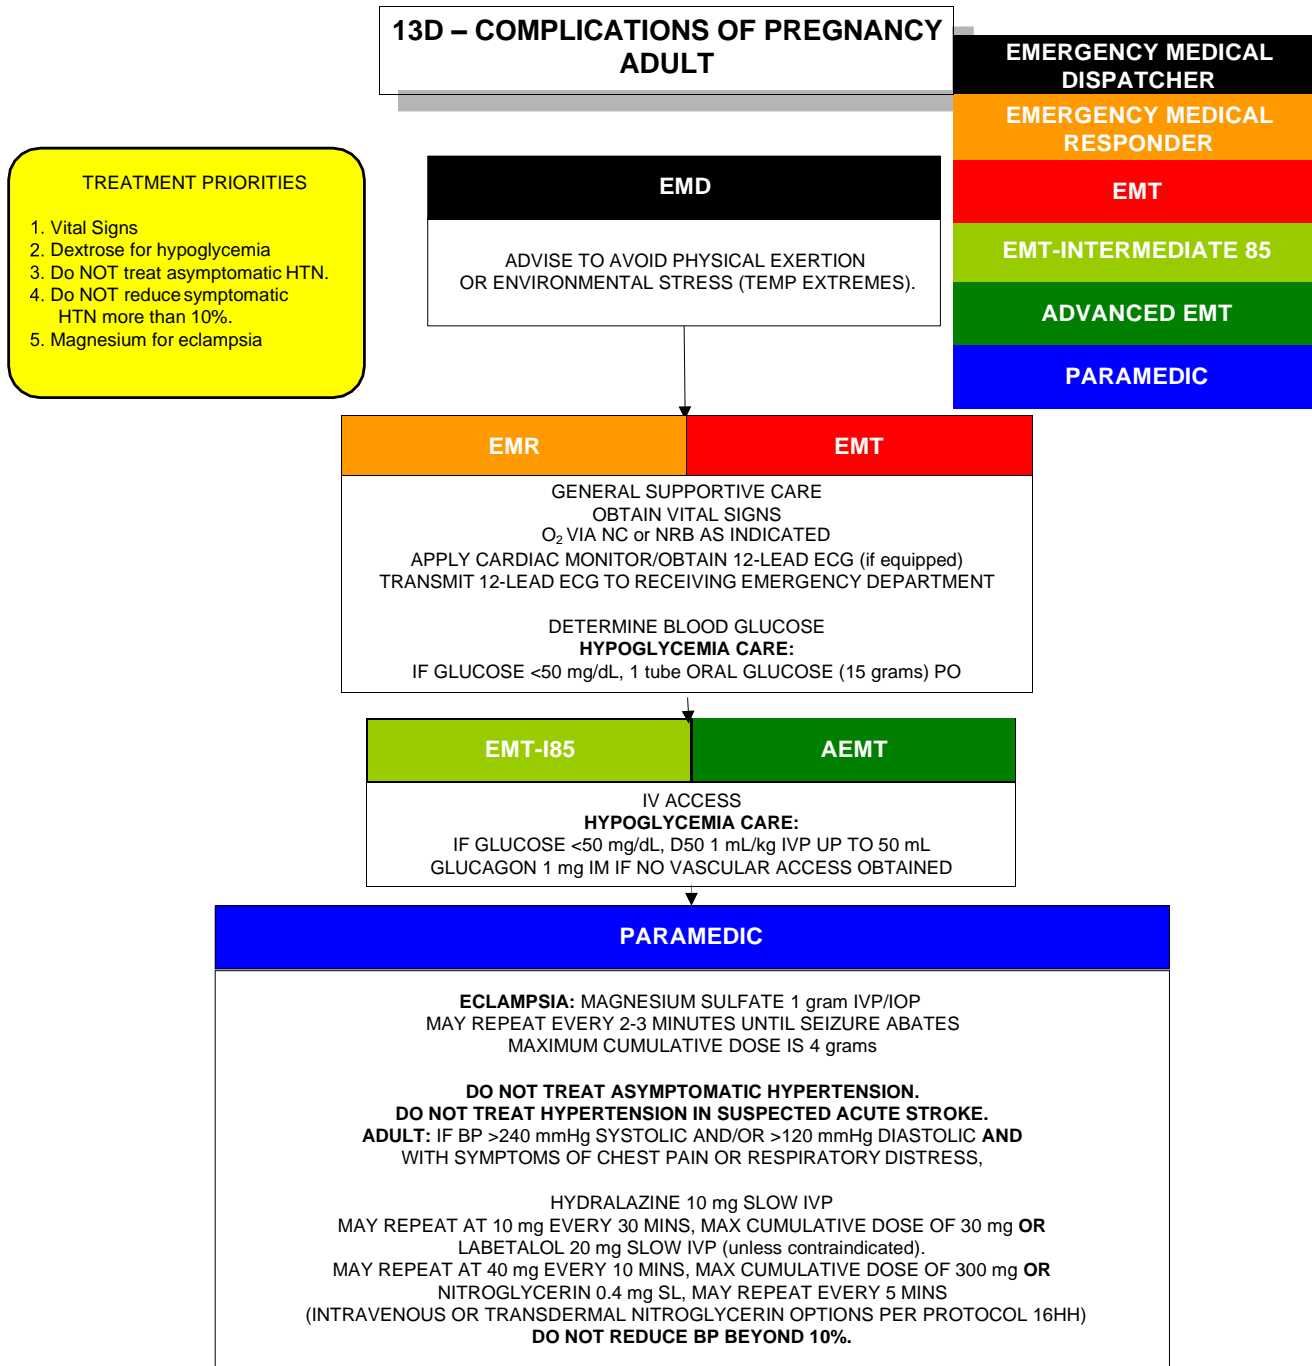 13D – COMPLICATIONS OF PREGNANCY
ADULT
EMERGENCY MEDICAL
DISPATCHER
EMERGENCY MEDICAL
RESPONDER
EMT
EMT-INTERMEDIATE 85
ADVANCED EMT
PARAMEDIC
TREATMENT PRIORITIES
1. Vital Signs
2. Dextrose for hypoglycemia
3. Do NOT treat asymptomatic HTN.
4. Do NOT reduce symptomatic
HTN more than 10%.
5. Magnesium for eclampsia
EMD
ADVISE TO AVOID PHYSICAL EXERTION
OR ENVIRONMENTAL STRESS (TEMP EXTREMES).
EMR
EMT
GENERAL SUPPORTIVE CARE
OBTAIN VITAL SIGNS
O₂ VIA NC or NRB AS INDICATED
APPLY CARDIAC MONITOR/OBTAIN 12-LEAD ECG (if equipped)
TRANSMIT 12-LEAD ECG TO RECEIVING EMERGENCY DEPARTMENT
DETERMINE BLOOD GLUCOSE
HYPOGLYCEMIA CARE:
IF GLUCOSE <50 mg/dL, 1 tube ORAL GLUCOSE (15 grams) PO
EMT-I85
AEMT
IV ACCESS
HYPOGLYCEMIA CARE:
IF GLUCOSE <50 mg/dL, D50 1 mL/kg IVP UP TO 50 mL
GLUCAGON 1 mg IM IF NO VASCULAR ACCESS OBTAINED
PARAMEDIC
ECLAMPSIA: MAGNESIUM SULFATE 1 gram IVP/IOP
MAY REPEAT EVERY 2-3 MINUTES UNTIL SEIZURE ABATES
MAXIMUM CUMULATIVE DOSE IS 4 grams
DO NOT TREAT ASYMPTOMATIC HYPERTENSION.
DO NOT TREAT HYPERTENSION IN SUSPECTED ACUTE STROKE.
ADULT: IF BP >240 mmHg SYSTOLIC AND/OR >120 mmHg DIASTOLIC AND
WITH SYMPTOMS OF CHEST PAIN OR RESPIRATORY DISTRESS,
HYDRALAZINE 10 mg SLOW IVP
MAY REPEAT AT 10 mg EVERY 30 MINS, MAX CUMULATIVE DOSE OF 30 mg OR
LABETALOL 20 mg SLOW IVP (unless contraindicated).
MAY REPEAT AT 40 mg EVERY 10 MINS, MAX CUMULATIVE DOSE OF 300 mg OR
NITROGLYCERIN 0.4 mg SL, MAY REPEAT EVERY 5 MINS
(INTRAVENOUS OR TRANSDERMAL NITROGLYCERIN OPTIONS PER PROTOCOL 16HH)
DO NOT REDUCE BP BEYOND 10%.